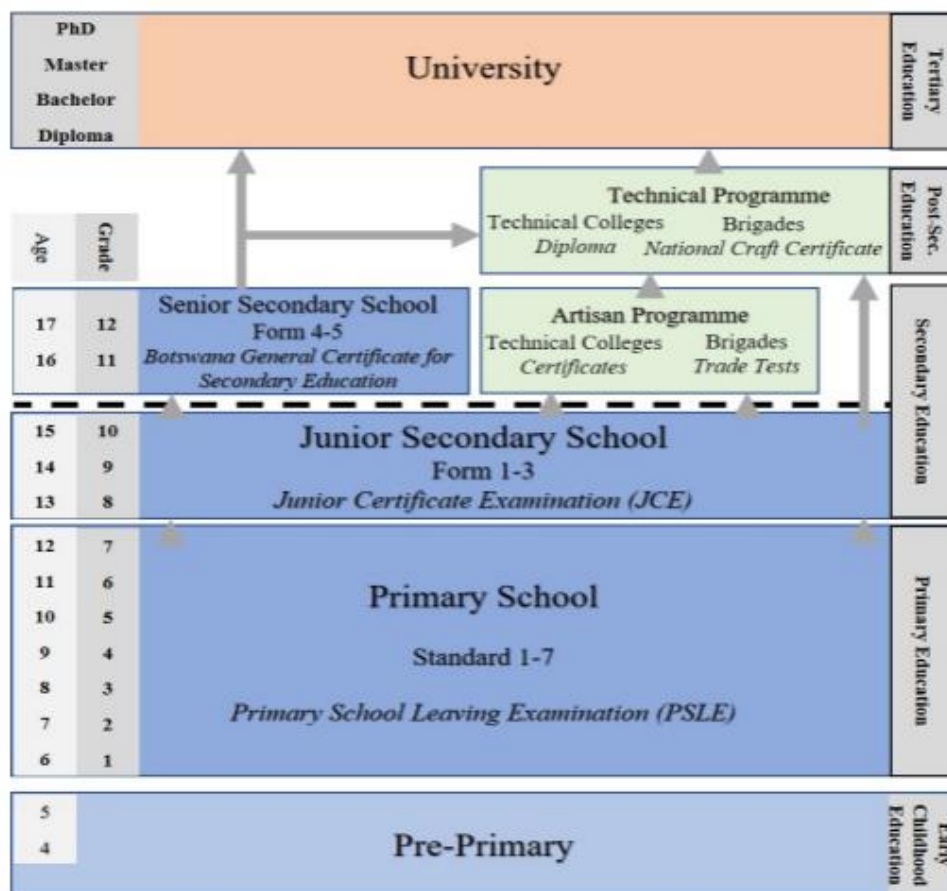 PhD
Master
Bachelor
Diploma
University
Tertiary
Education
Technical Programme
Technical Colleges
Diploma
Brigades
National Craft Certificate
Post-Sec.
Education
Age
Grade
17 12
16 11
Senior Secondary School
Form 4-5
Botswana General Certificate for
Secondary Education
Artisan Programme
Technical Colleges
Certificates
Brigades
Trade Tests
Secondary Education
15 10
14 9
13 8
Junior Secondary School
Form 1-3
Junior Certificate Examination (JCE)
12 7
11 6
10 5
9 4
8 3
7 2
6 1
Primary School
Standard 1-7
Primary School Leaving Examination (PSLE)
Primary Education
5
4
Pre-Primary
Early
Childhood
Education